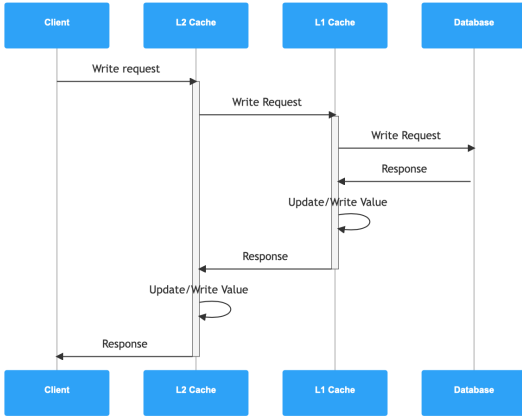 Client
L2 Cache
L1 Cache
Database
Write request
Write Request
Write Request
Response
Update/Write Value
Response
Update/Write Value
Response
Client
L2 Cache
L1 Cache
Database